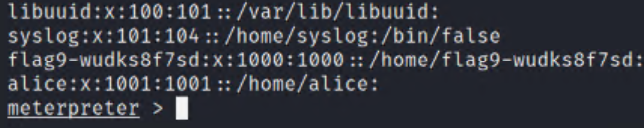 libuuid:x:100:101::/var/lib/libuuid:
syslog:x:101:104::/home/syslog:/bin/false
flag9-wudks8f7sd:x:1000:1000::/home/flag9-wudks8f7sd:
alice:x:1001:1001::/home/alice:
meterpreter >